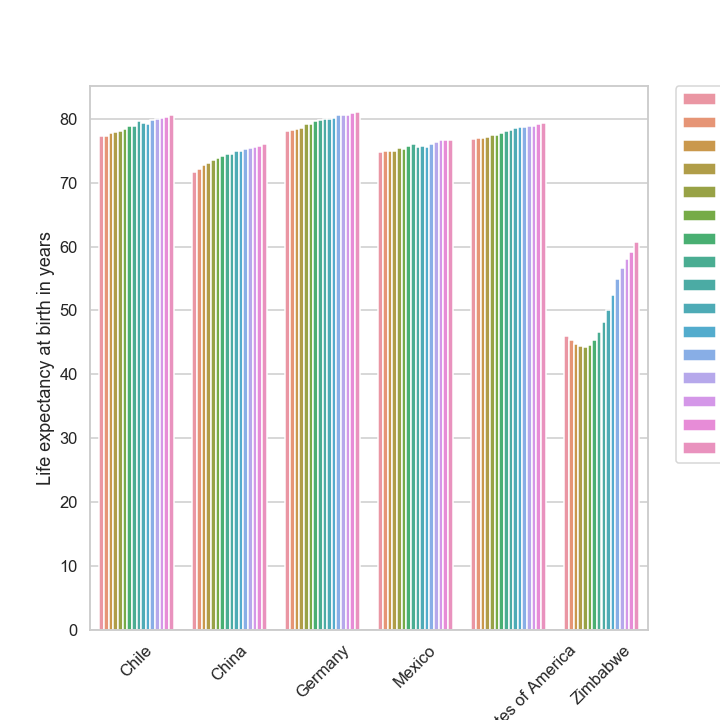 80
70
60
50
40
30
20
10
0
Life expectancy at birth in years
Chile
China
Germany
Mexico
of America
Zimbabwe